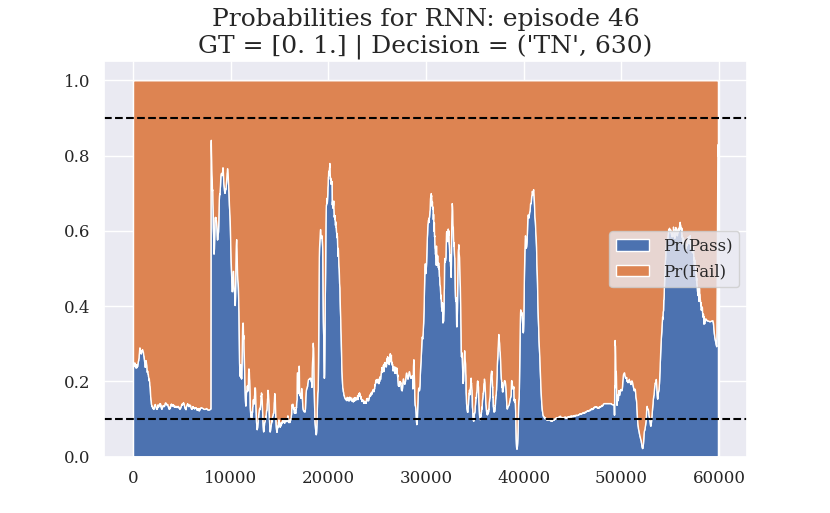 Probabilities for RNN: episode 46
GT = [0. 1.] | Decision = ('TN', 630)
1.0
0.8
0.6
0.4
0.2
0.0
Pr(Pass)
Pr(Fail)
0 10000 20000 30000 40000 50000 60000